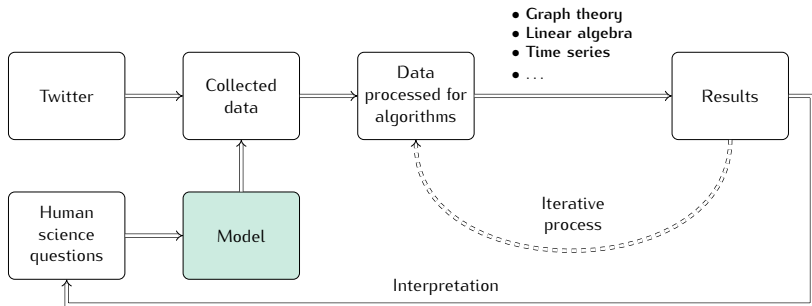 • Graph theory
• Linear algebra
• Time series
• ...
Twitter
Collected
data
Data
processed for
algorithms
Results
Human
science
questions
Model
Iterative
process
Interpretation